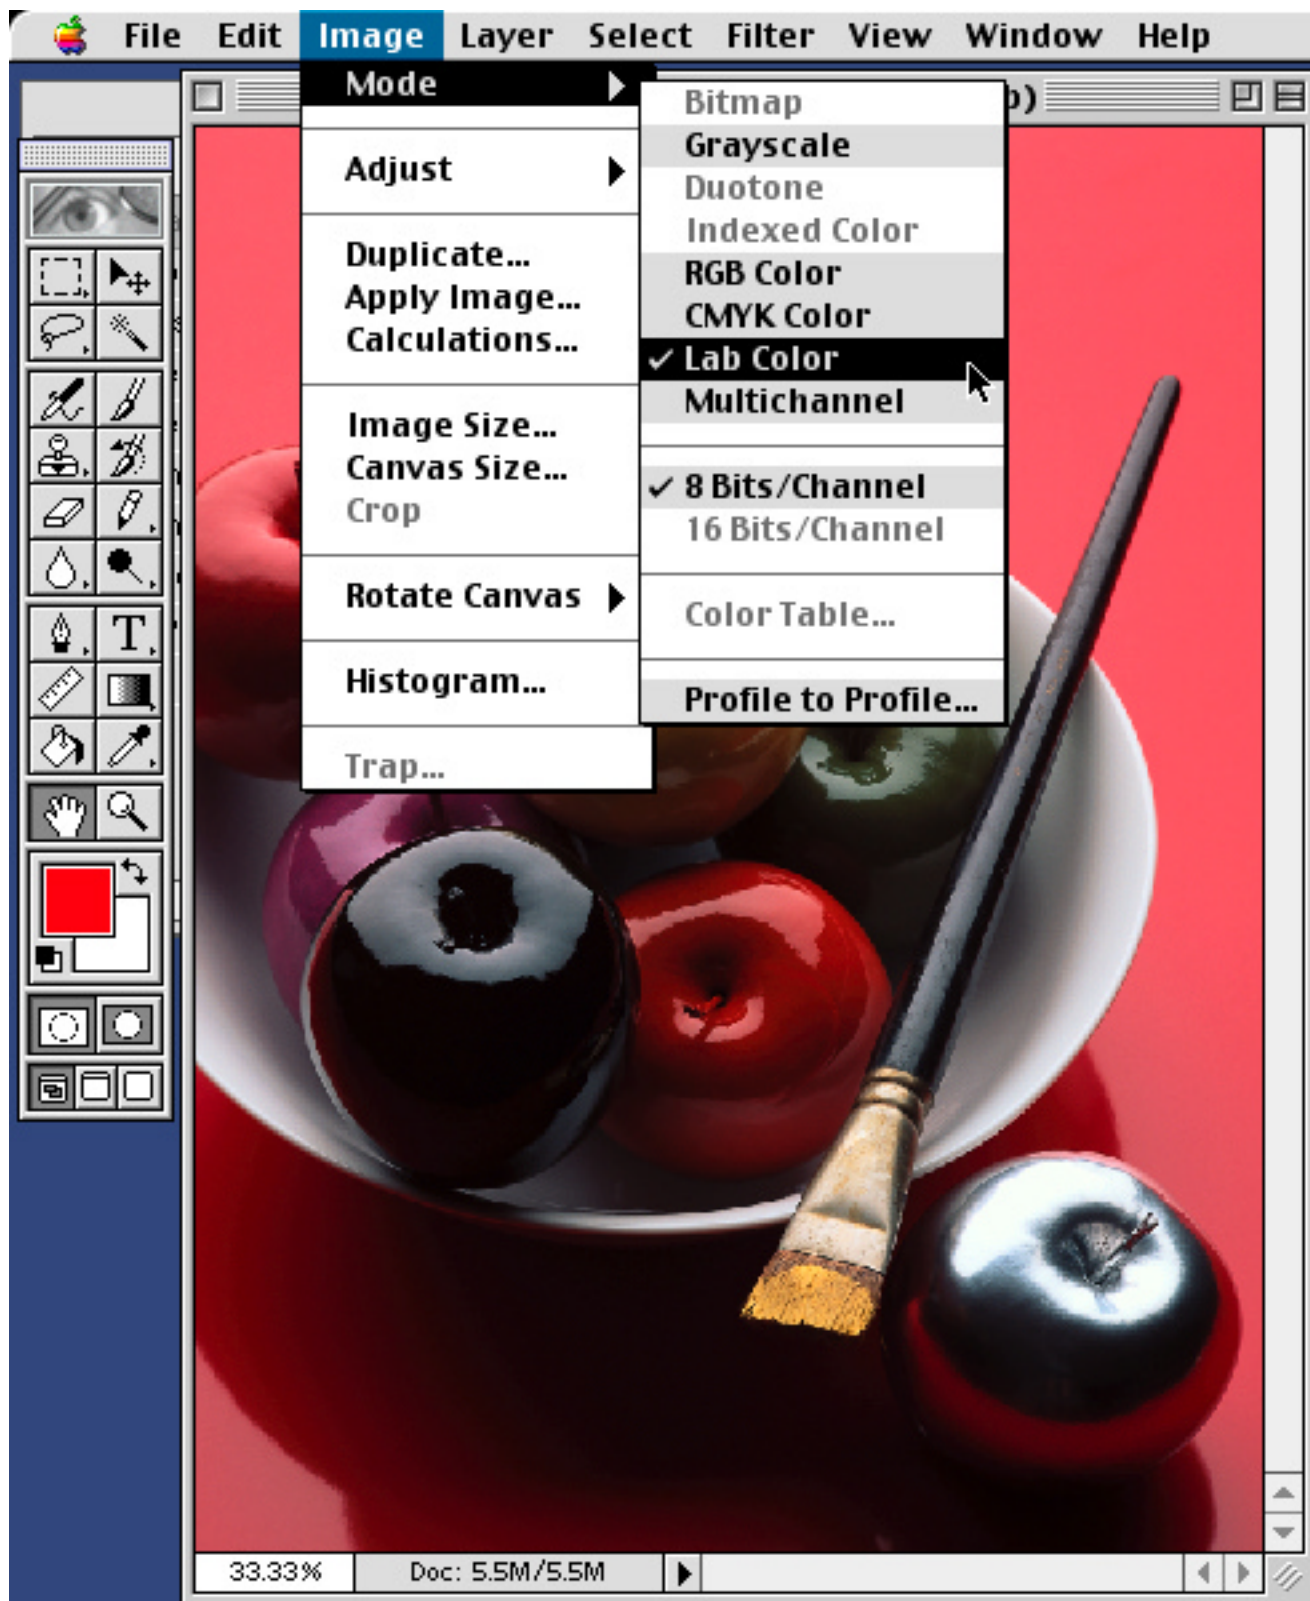 File Edit Image Layer Select Filter View Window Help
b)
Mode
Adjust
Duplicate...
Apply Image...
Calculations...
Image Size...
Canvas Size...
Crop
Rotate Canvas
Histogram...
Trap...
Bitmap
Grayscale
Duotone
Indexed Color
RGB Color
CMYK Color
✓ Lab Color
Multichannel
✓ 8 Bits/Channel
16 Bits/Channel
Color Table...
Profile to Profile...
T
33.33% Doc: 5.5M/5.5M